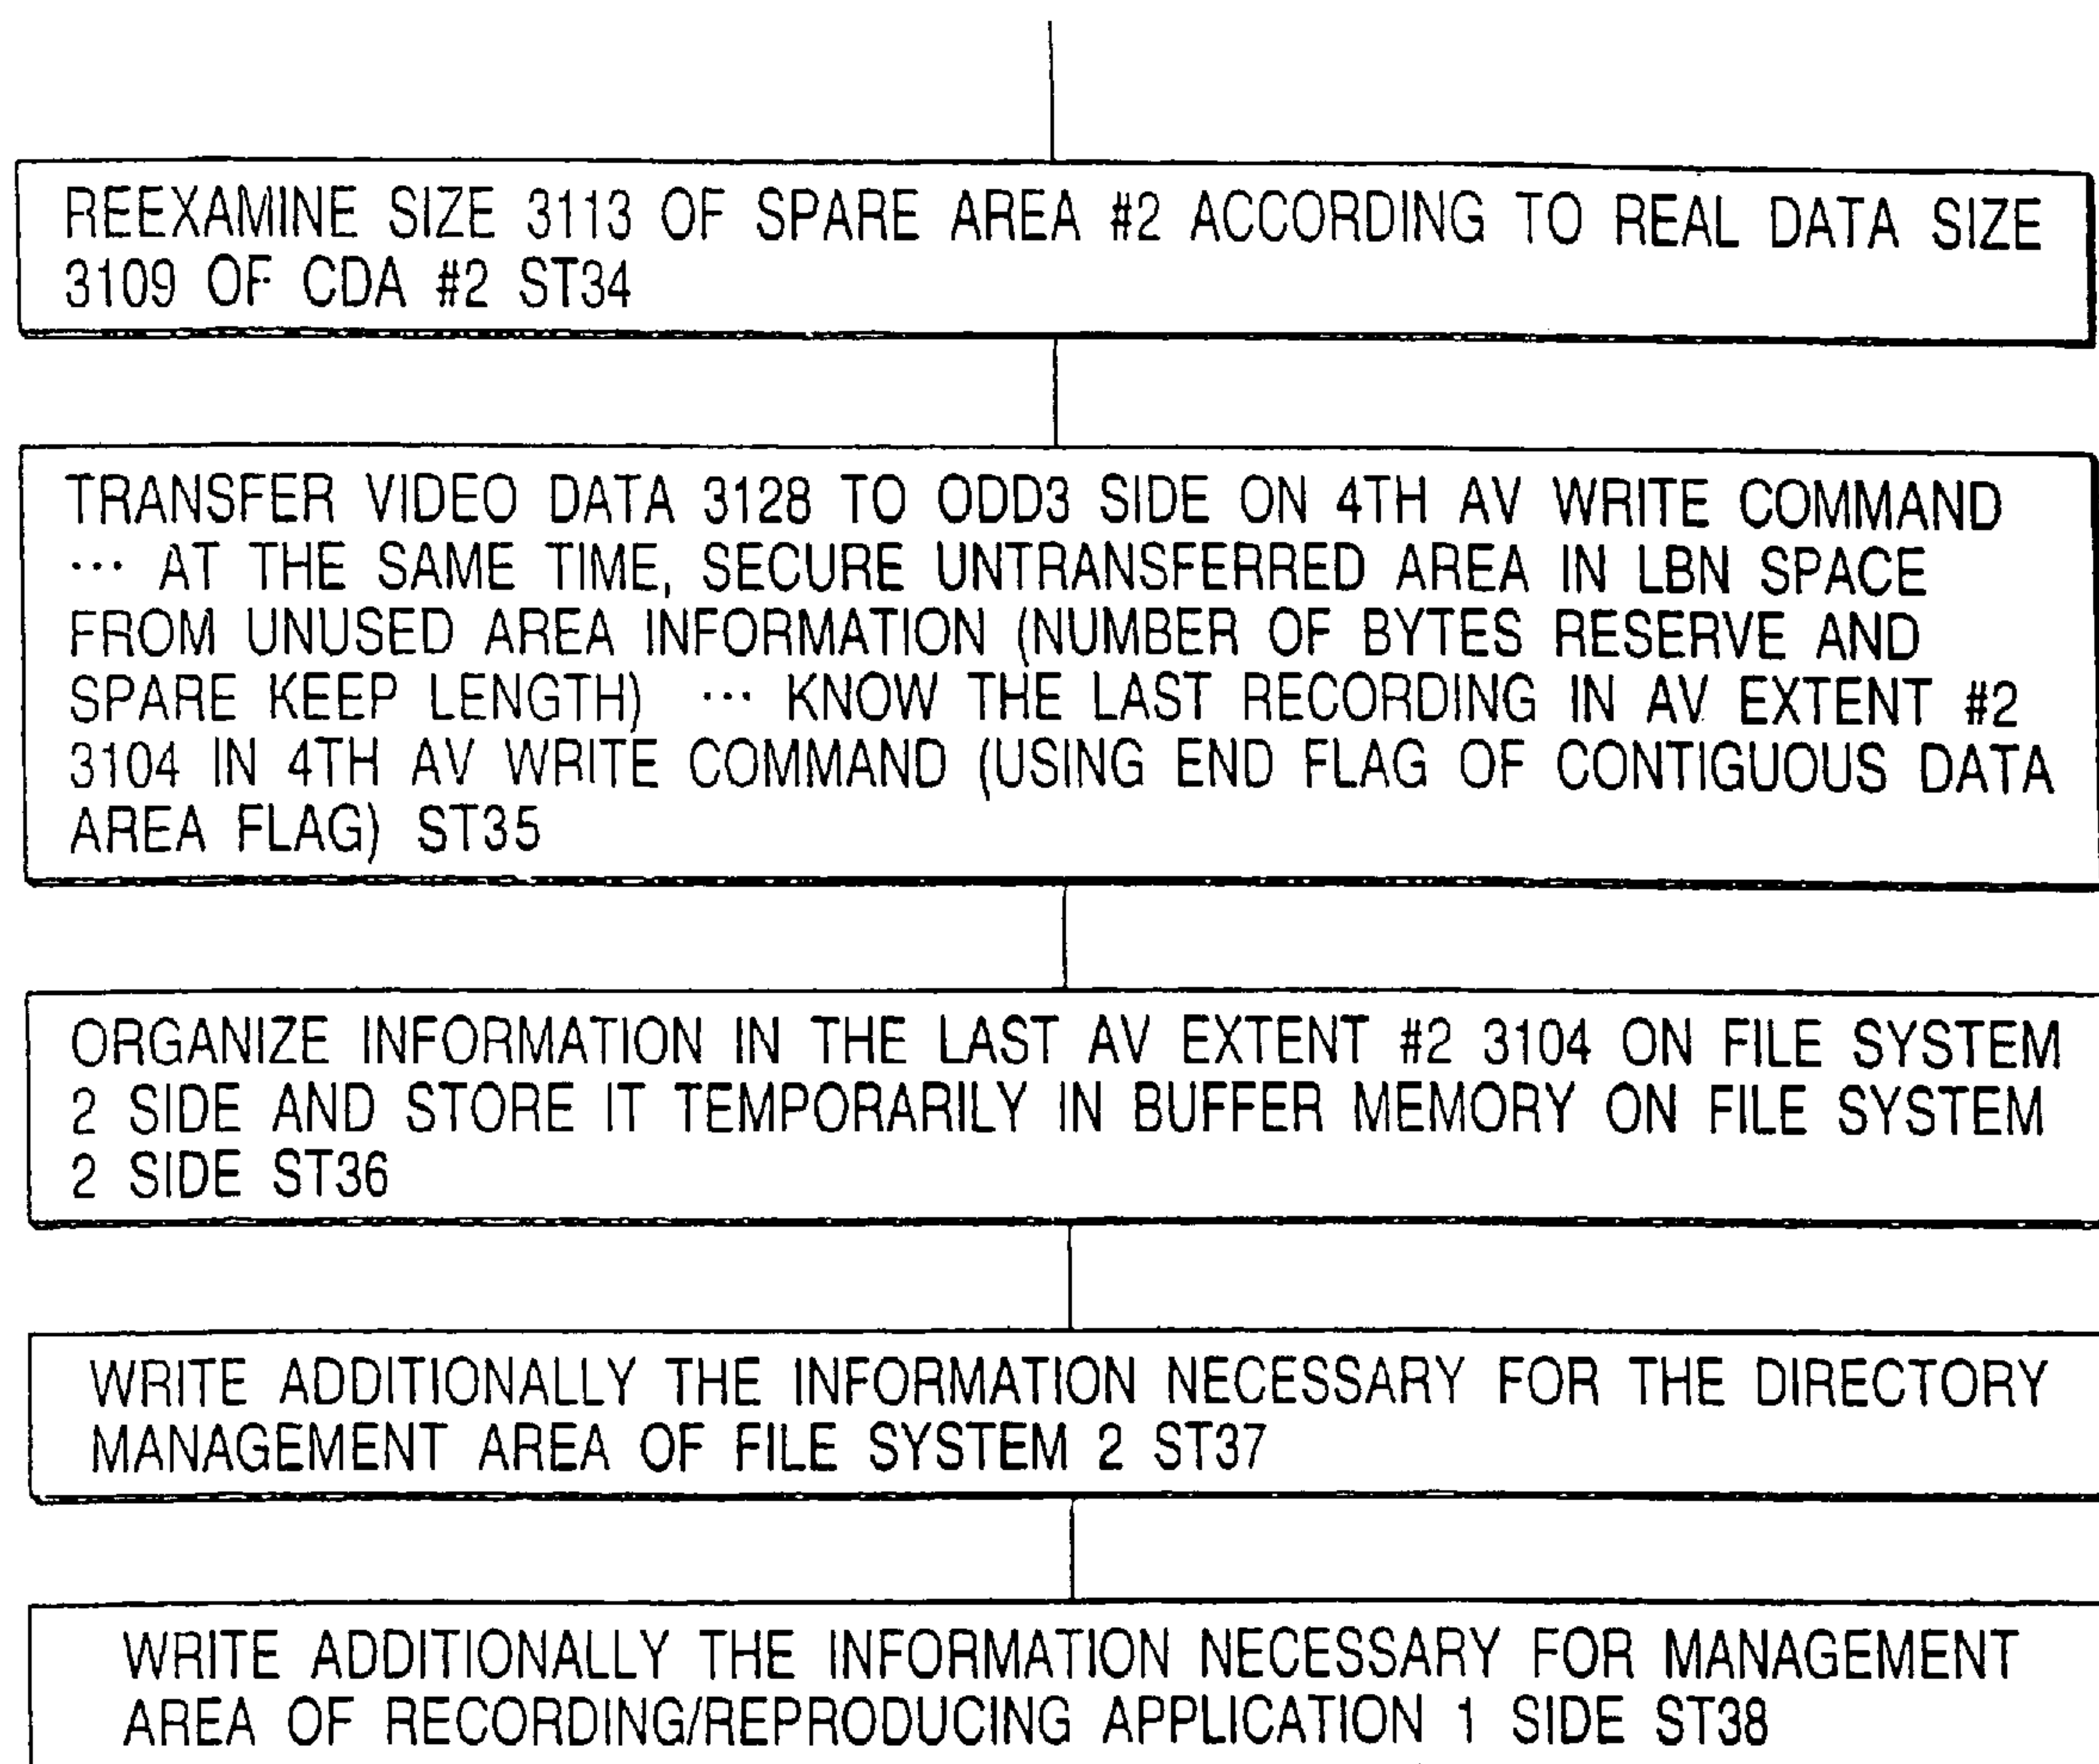 REEXAMINE SIZE 3113 OF SPARE AREA #2 ACCORDING TO REAL DATA SIZE
3109 OF CDA #2 ST34
TRANSFER VIDEO DATA 3128 TO ODD3 SIDE ON 4TH AV WRITE COMMAND
··· AT THE SAME TIME, SECURE UNTRANSFERRED AREA IN LBN SPACE
FROM UNUSED AREA INFORMATION (NUMBER OF BYTES RESERVE AND
SPARE KEEP LENGTH) ··· KNOW THE LAST RECORDING IN AV EXTENT #2
3104 IN 4TH AV WRITE COMMAND (USING END FLAG OF CONTIGUOUS DATA
AREA FLAG) ST35
ORGANIZE INFORMATION IN THE LAST AV EXTENT #2 3104 ON FILE SYSTEM
2 SIDE AND STORE IT TEMPORARILY IN BUFFER MEMORY ON FILE SYSTEM
2 SIDE ST36
WRITE ADDITIONALLY THE INFORMATION NECESSARY FOR THE DIRECTORY
MANAGEMENT AREA OF FILE SYSTEM 2 ST37
WRITE ADDITIONALLY THE INFORMATION NECESSARY FOR MANAGEMENT
AREA OF RECORDING/REPRODUCING APPLICATION 1 SIDE ST38